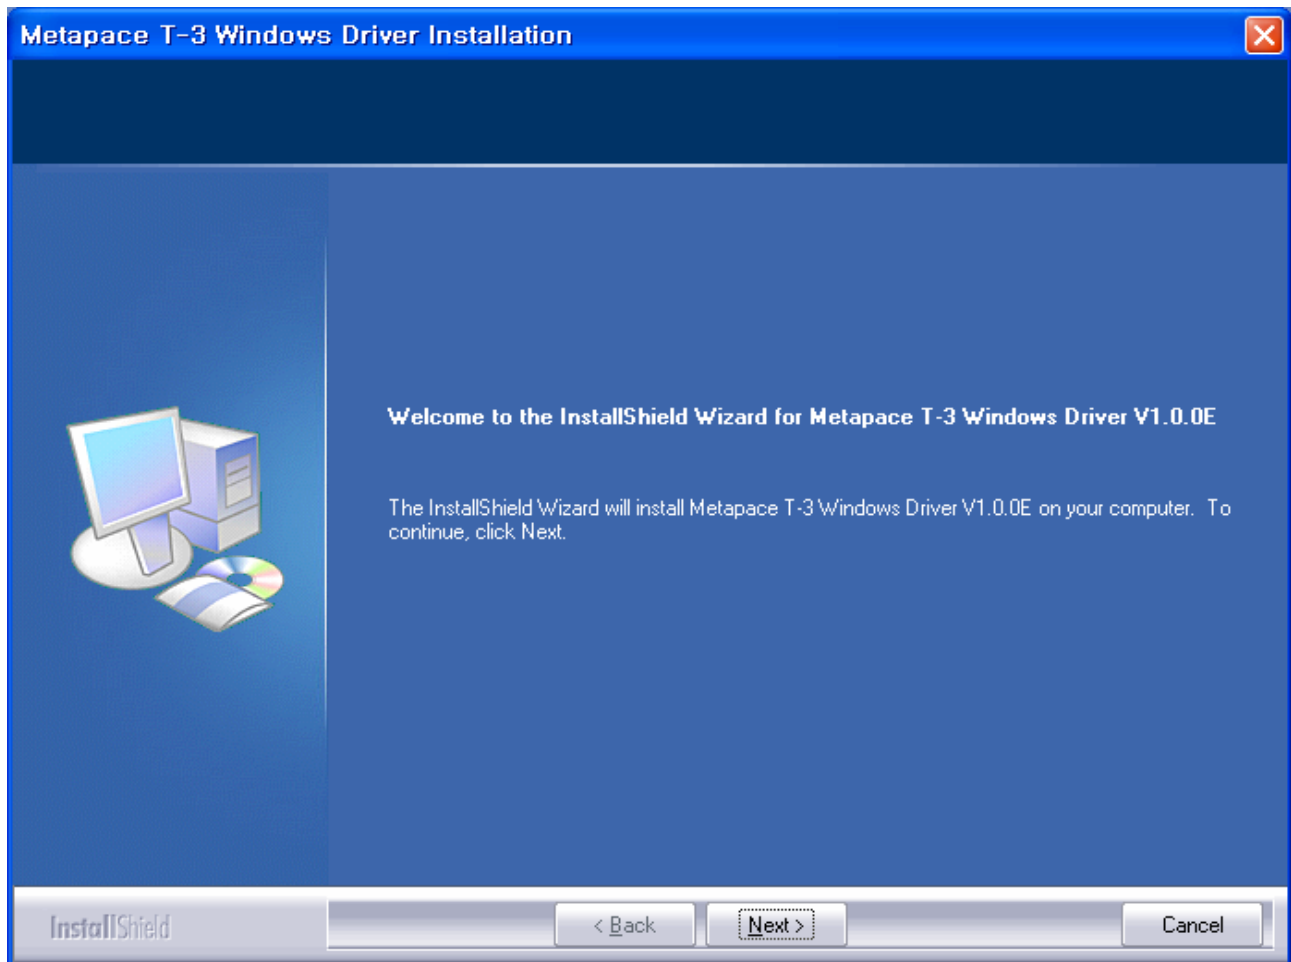 Metapace T-3 Windows Driver Installation
Welcome to the InstallShield Wizard for Metapace T-3 Windows Driver V1.0.0E
The InstallShield Wizard will install Metapace T-3 Windows Driver V1.0.0E on your computer. To
continue, click Next.
InstallShield
< Back
Next >
Cancel